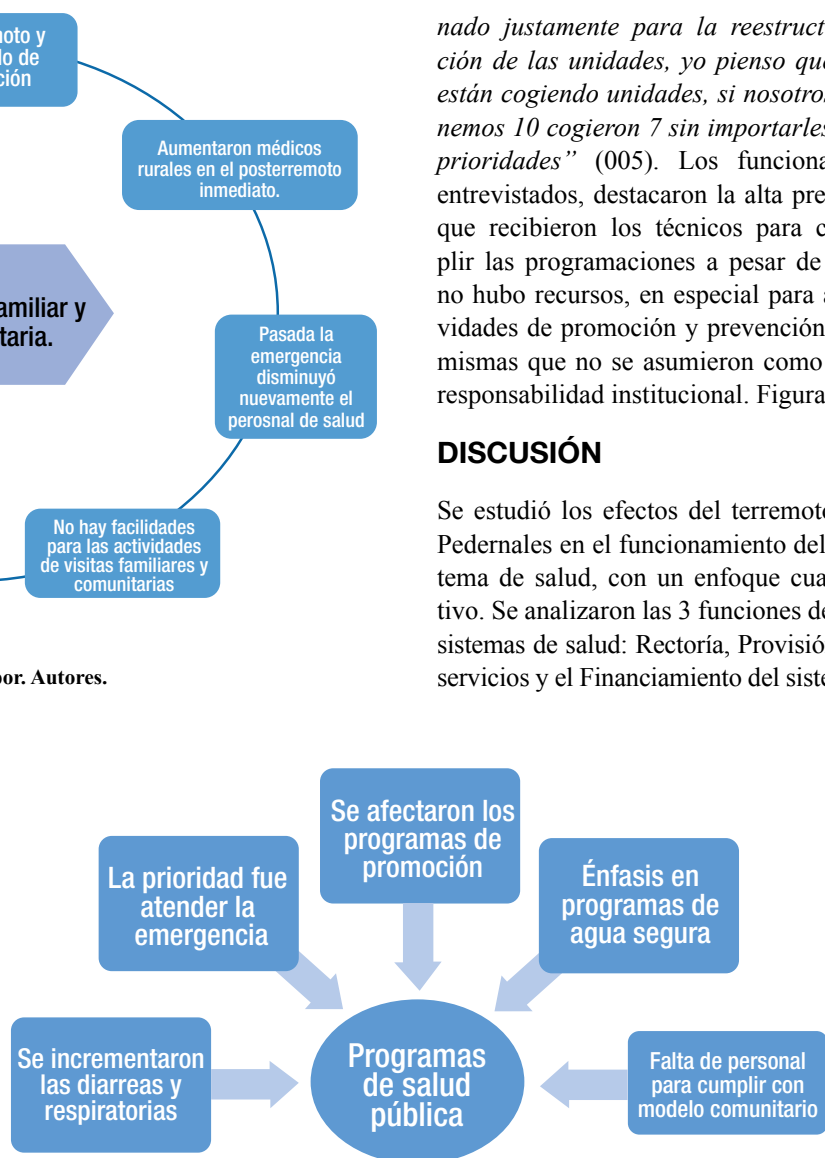 noto y
lo de
ción
Aumentaron médicos
rurales en el posterremoto
inmediato.
amiliar y
taria.
Pasada la
emergencia
disminuyó
nuevamente el
perosnal de salud
No hay facilidades
para las actividades
de visitas familiares y
comunitarias
por. Autores.
nado justamente para la reestruct
ción de las unidades, yo pienso que
están cogiendo unidades, si nosotros
nemos 10 cogieron 7 sin importarles
prioridades” (005). Los funciona
entrevistados, destacaron la alta pre
que recibieron los técnicos para c
plir las programaciones a pesar de
no hubo recursos, en especial para a
vidades de promoción y prevención
mismas que no se asumieron como
responsabilidad institucional. Figura
DISCUSIÓN
Se estudió los efectos del terremoto
Pedernales en el funcionamiento del
tema de salud, con un enfoque cua
tivo. Se analizaron las 3 funciones de
sistemas de salud: Rectoría, Provisió
servicios y el Financiamiento del siste
Se afectaron los
programas de
promoción
La prioridad fue
atender la
emergencia
Énfasis en
programas de
agua segura
Se incrementaron
las diarreas y
respiratorias
Programas
de salud
pública
Falta de personal
para cumplir con
modelo comunitario